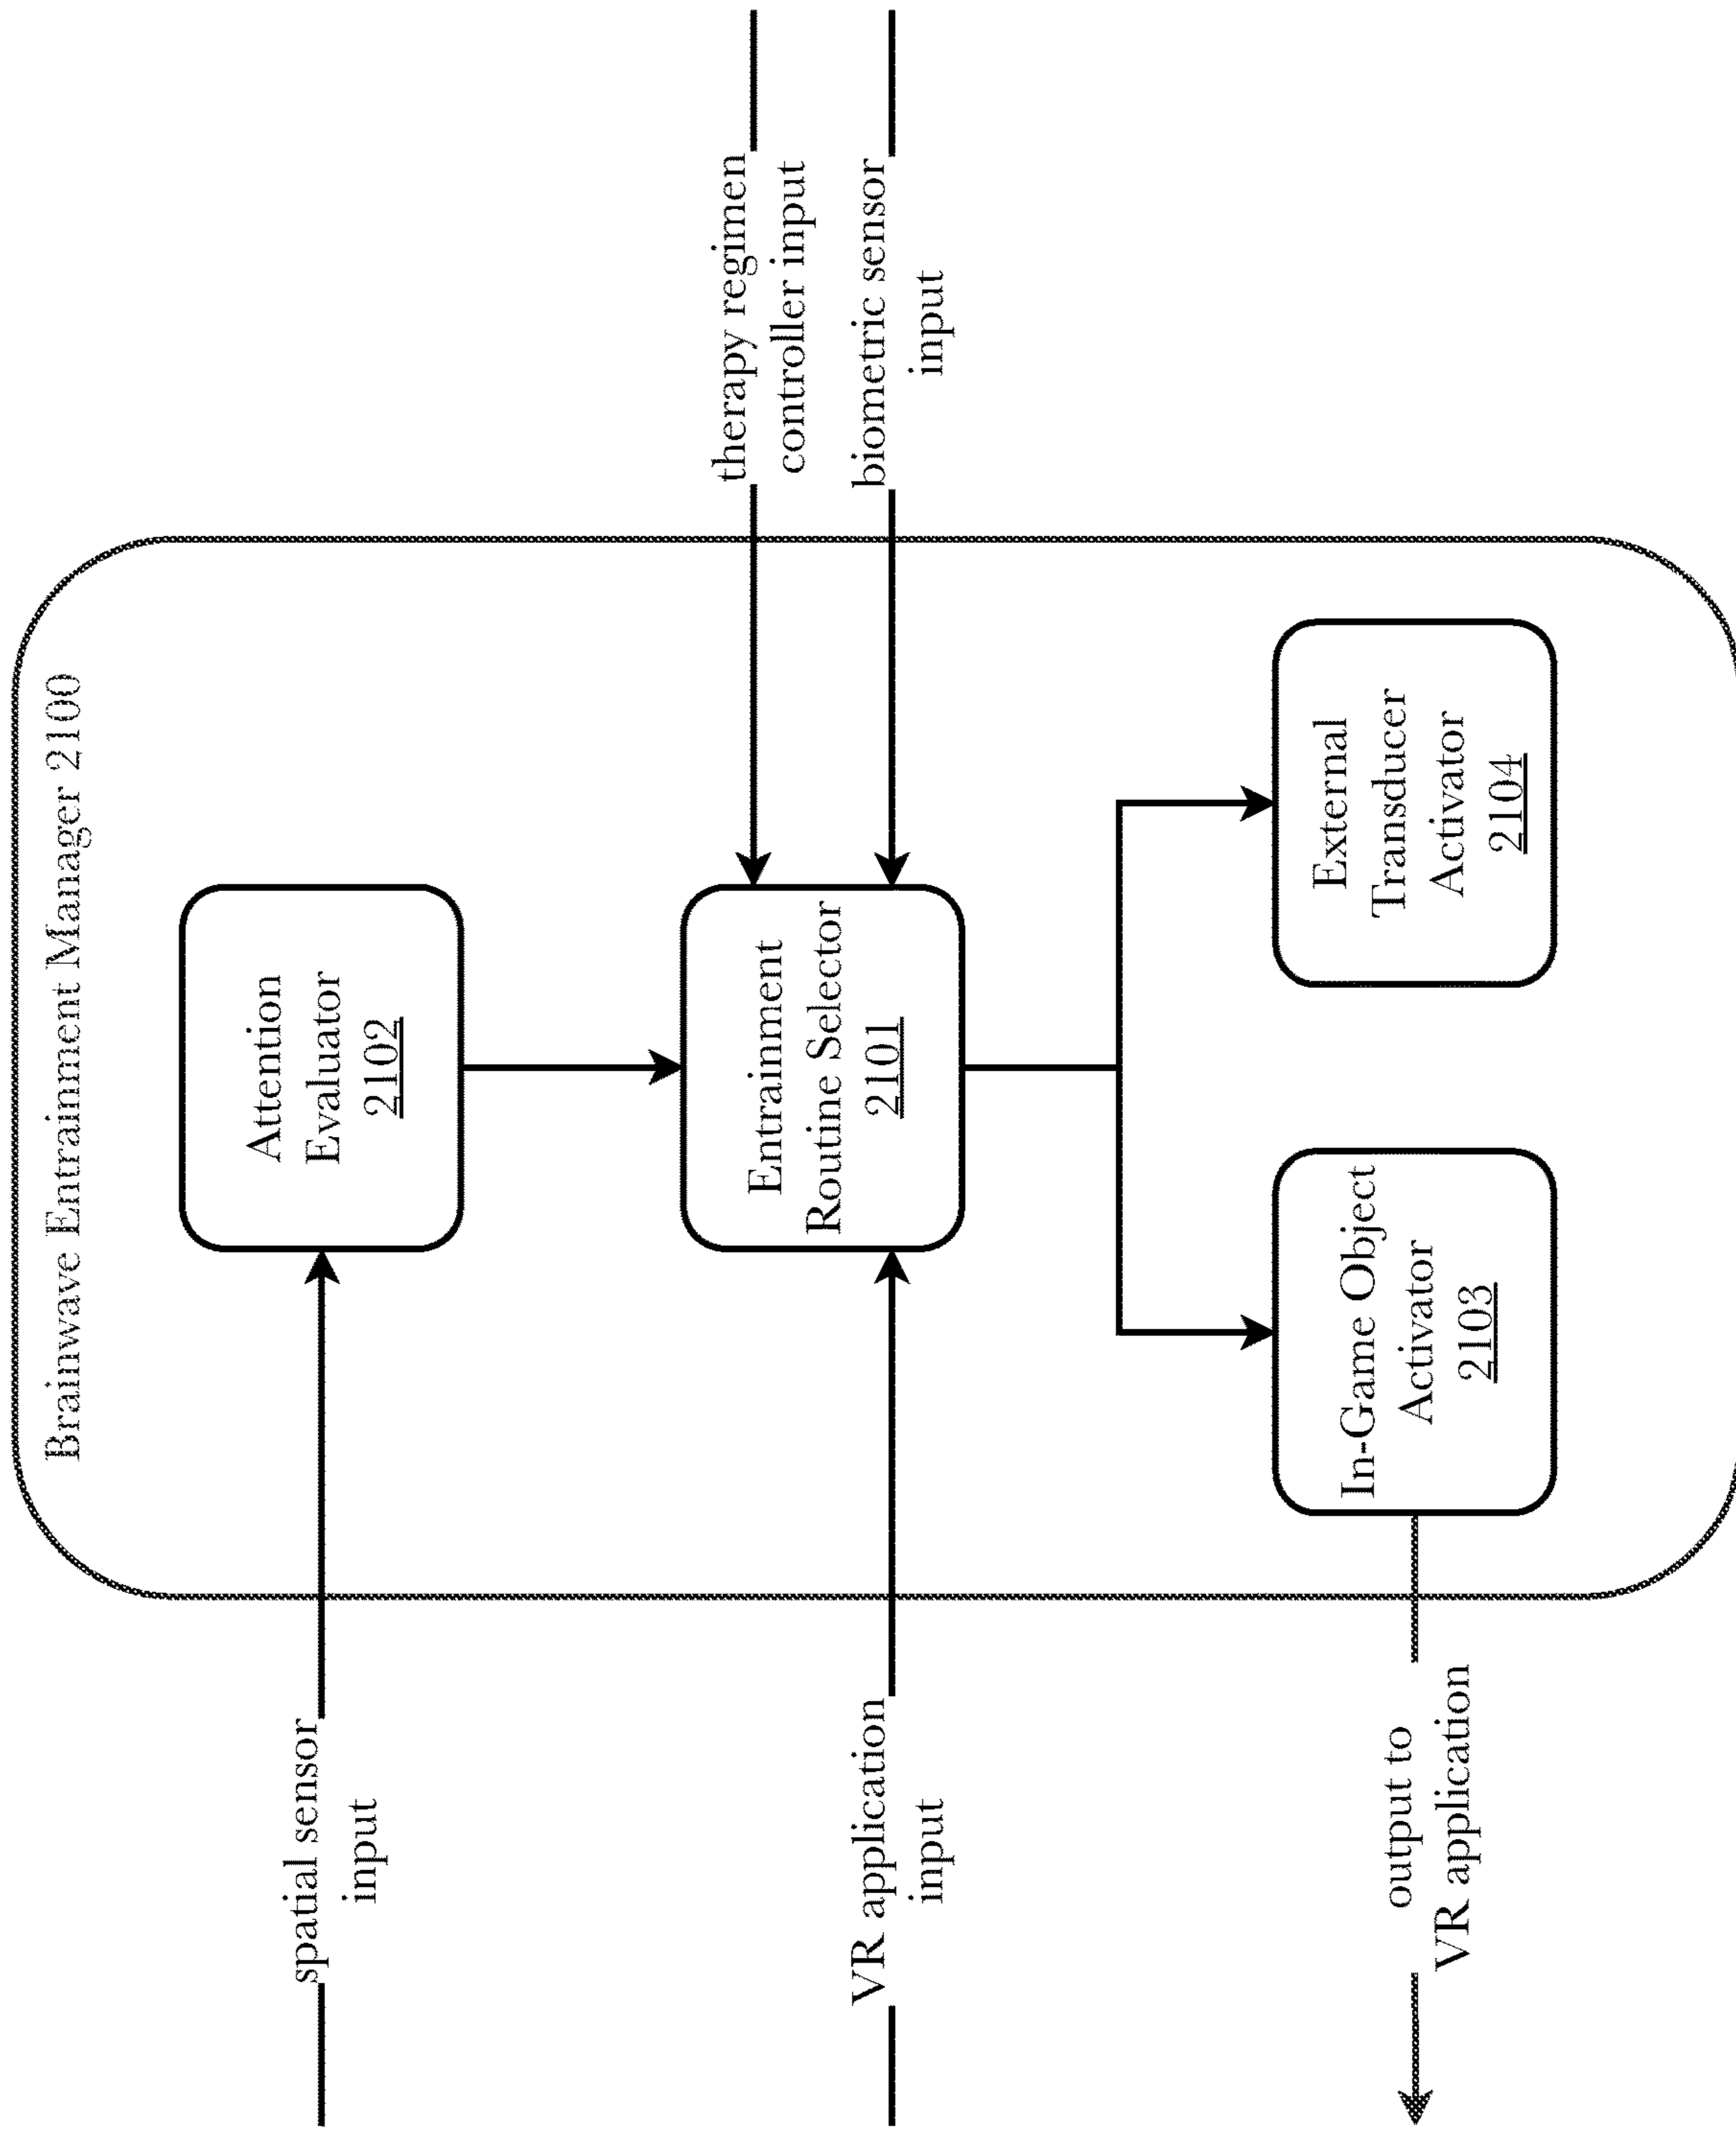 Brainwave Entrainment Manager 2100
spatial sensor
input
Attention
Evaluator
2102
therapy regimen
controller input
VR application
input
Entrainment
Routine Selector
2101
biometric sensor
input
In-Game Object
Activator
2103
External
Transducer
Activator
2104
output to
VR application